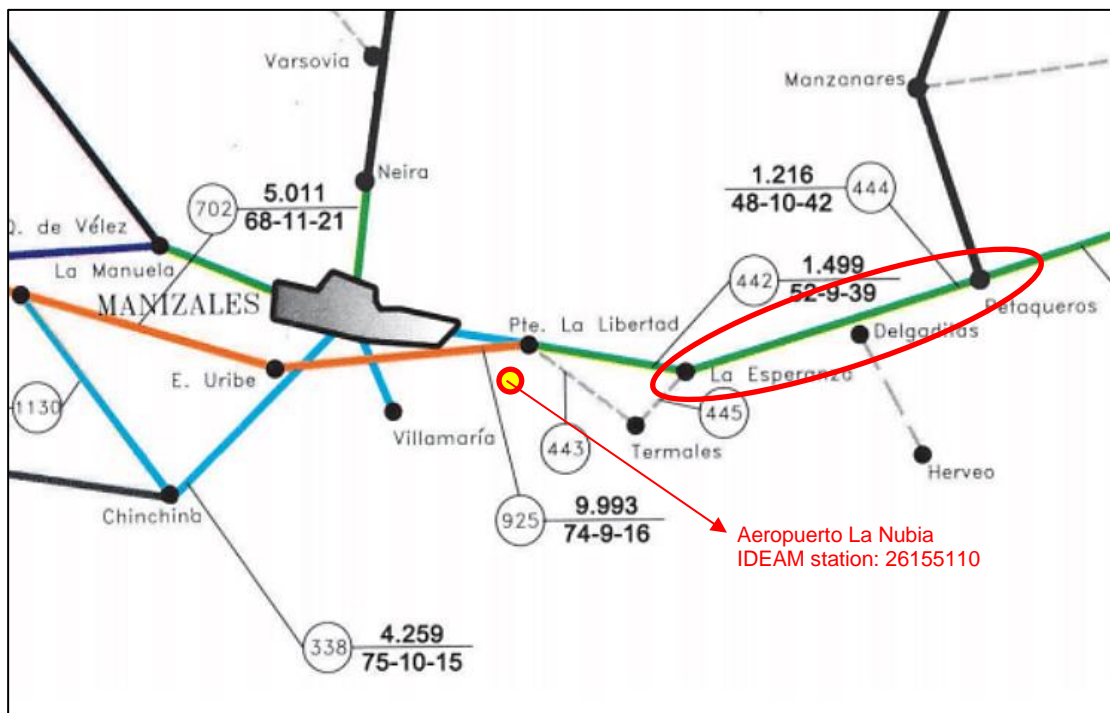 Varsovia
Manzanares
Neira
1.216
48-10-42
444
702
5.011
68-11-21
Q. de Vélez
La Manuela
442
1.499
52-9-39
MANIZALES
Pte. La Libertad
Petaqueros
Delgaditas
E. Uribe
La Esperanza
1130
Villamaría
443
445
Termales
Herveo
Chinchina
925
9.993
74-9-16
Aeropuerto La Nubia
IDEAM station: 26155110
338
4.259
75-10-15